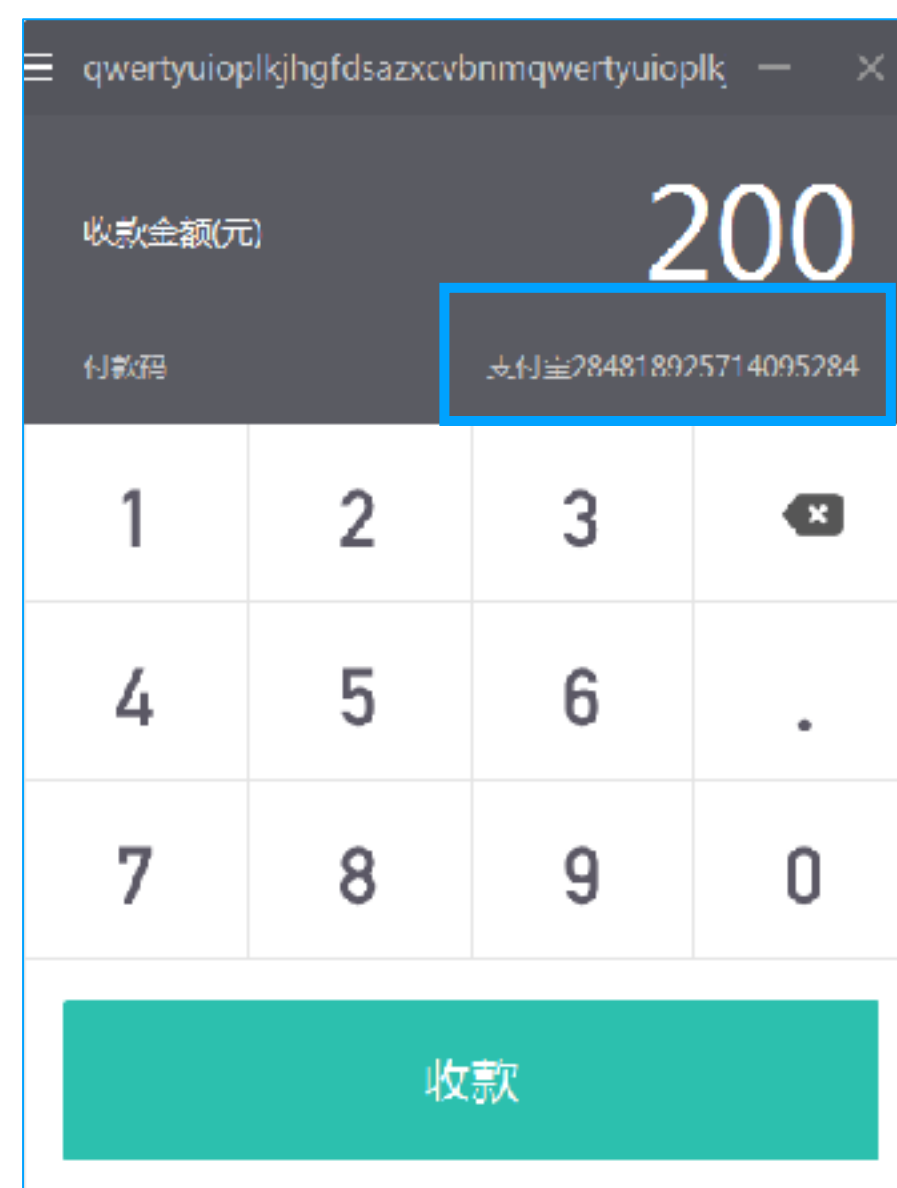 qwertyuioplkjhgfdsazxcvbnmqwertyuioplkj
200
收款金额(元)
付款码 支付宝284818925714095284
1 2 3
4 5 6 .
7 8 9 0
收款